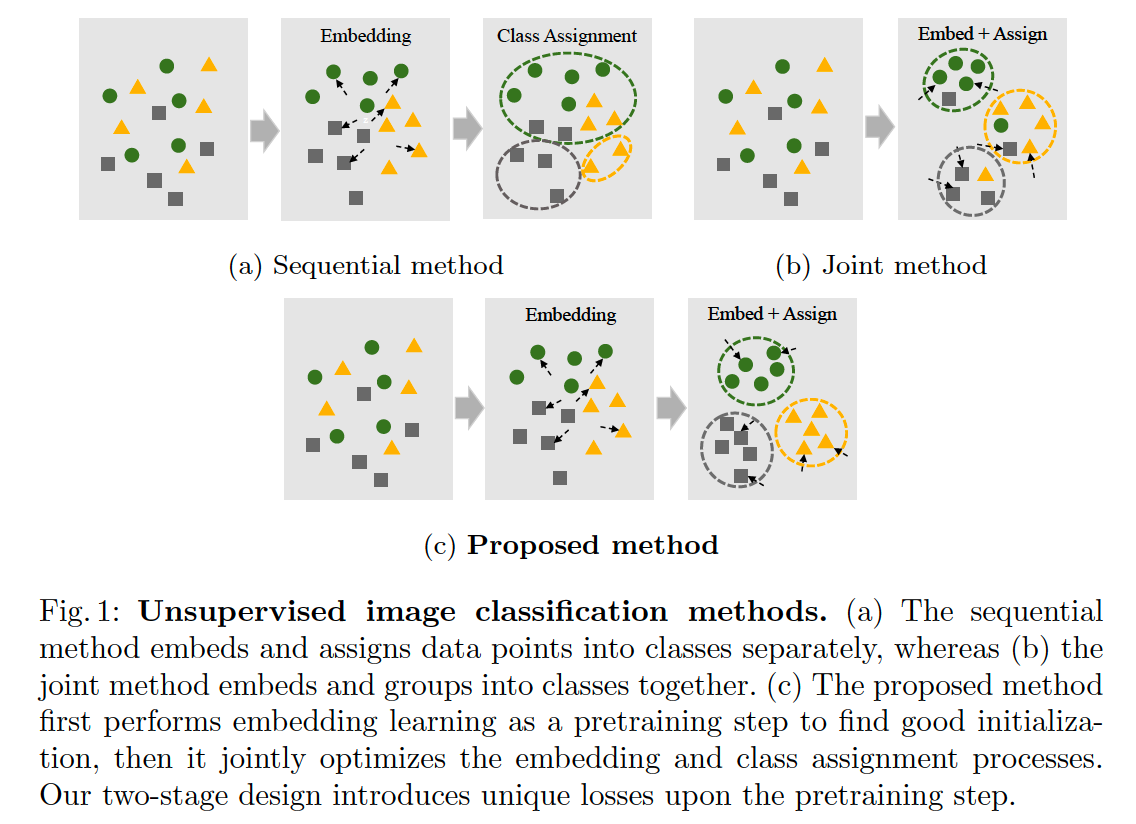 Embedding
Class Assignment
Embed + Assign
(a) Sequential method
(b) Joint method
Embedding
Embed + Assign
(c) Proposed method
Fig. 1: Unsupervised image classification methods. (a) The sequential
method embeds and assigns data points into classes separately, whereas (b) the
joint method embeds and groups into classes together. (c) The proposed method
first performs embedding learning as a pretraining step to find good initializa-
tion, then it jointly optimizes the embedding and class assignment processes.
Our two-stage design introduces unique losses upon the pretraining step.